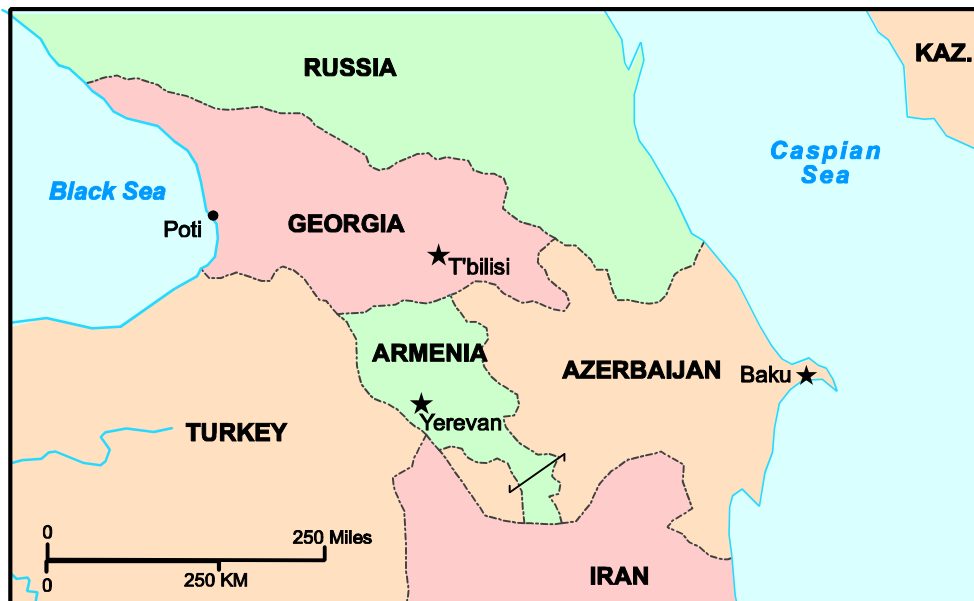 KAZ.
RUSSIA
Caspian
Sea
Black Sea
Poti
GEORGIA
T'bilisi
ARMENIA
AZERBAIJAN
Baku
Yerevan
TURKEY
0
250 Miles
0
250 KM
IRAN